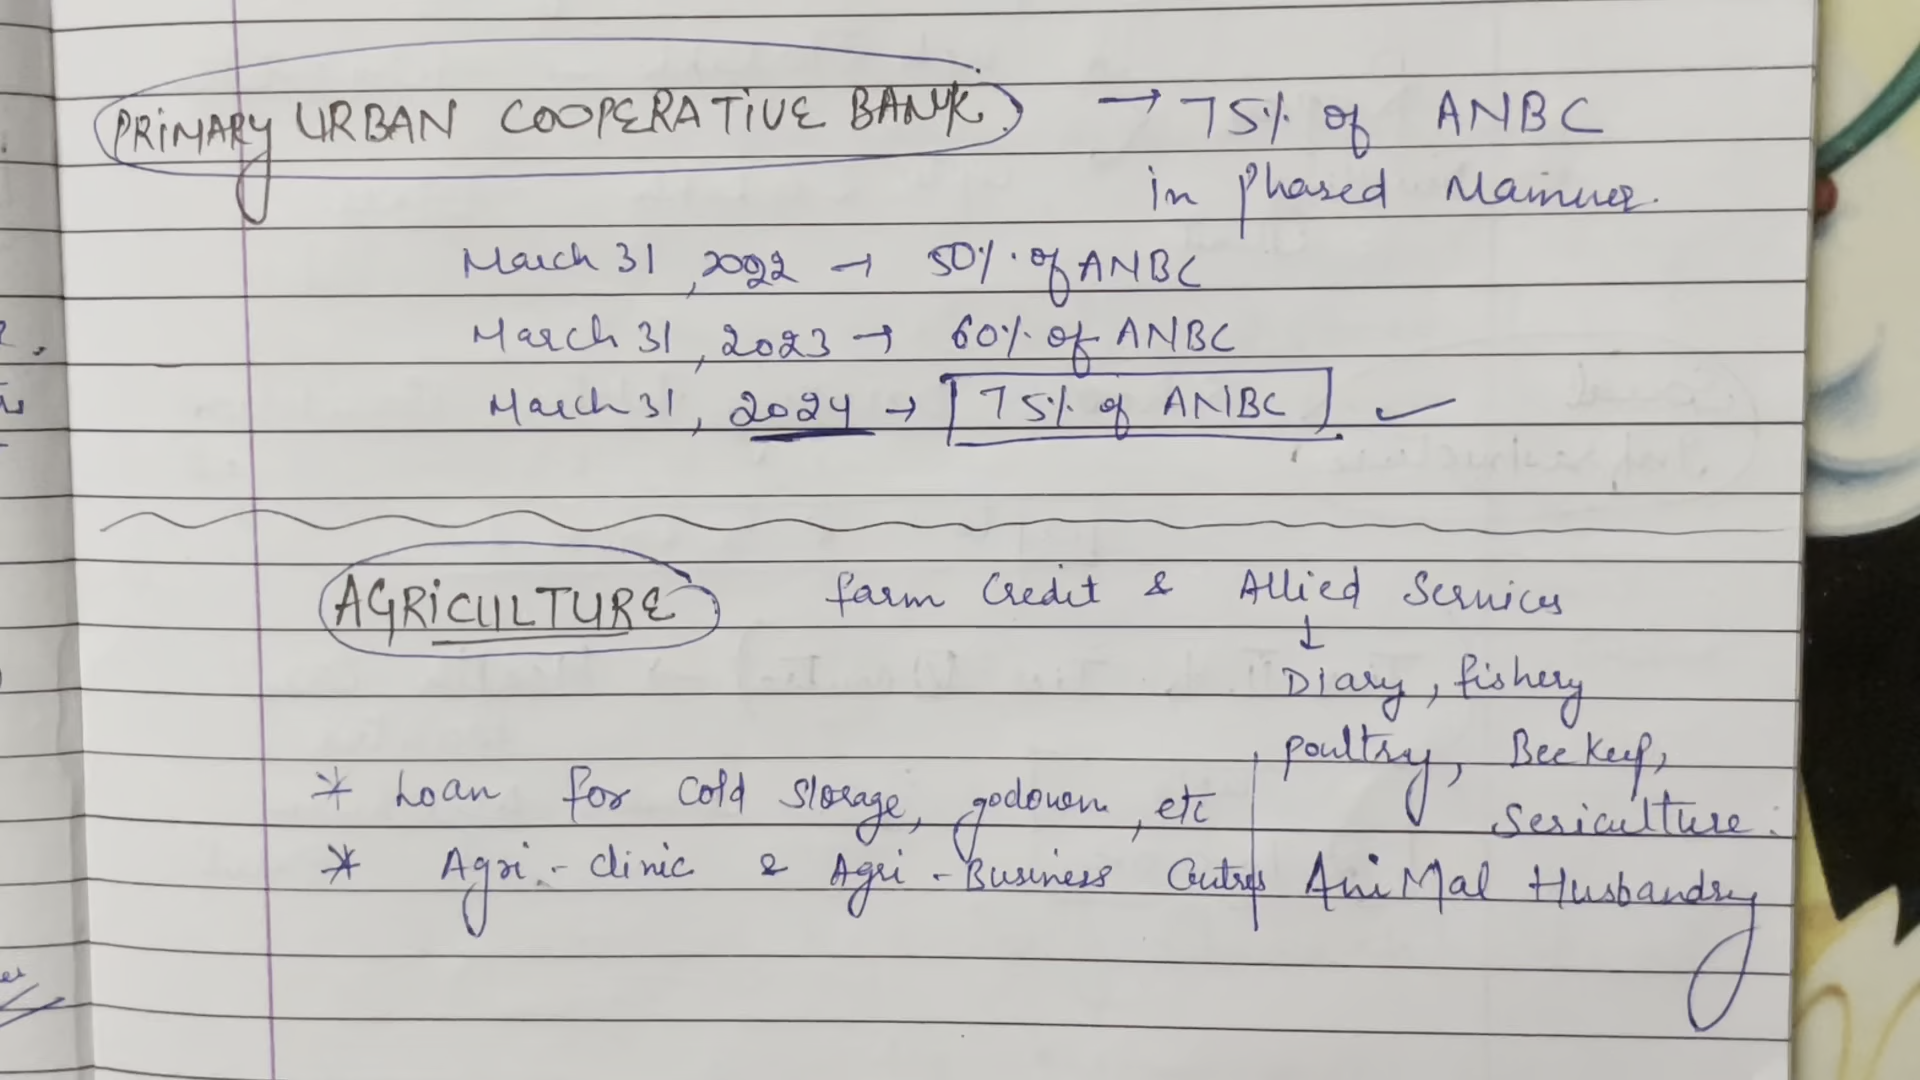 PRIMARY URBAN COOPERATIVE BANK → 75% of ANBC
in Phased Mannner.
March 31, 2022 → 50% of ANBC
March 31, 2023 → 60% of ANBC
March 31, 2024 → 75% of ANBC ✓
AGRICULTURE farm Credit & Allied Services
↓
Diary, fishery
poultry, Bee keep,
* Loan for cold storage, godown, etc
Sericulture.
* Agri-clinic & Agri-Business Centres
Animal Husbandry